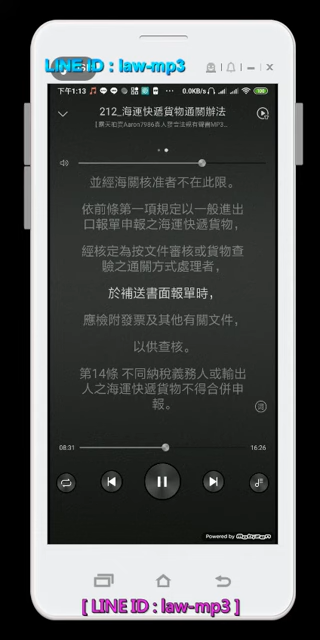 LINE ID : law-mp3
下午1:13
0.0KB/s
212_海運快遞貨物通關辦法
並經海關核准者不在此限。
依前條第一項規定以一般進出
口報單申報之海運快遞貨物，
經核定為按文件審核或貨物查
驗之通關方式處理者，
於補送書面報單時，
應檢附發票及其他有關文件，
以供查核。
第14條 不同納稅義務人或輸出
人之海運快遞貨物不得合併申
報。
詞
08:31
16:26
Powered by
[ LINE ID : law-mp3 ]